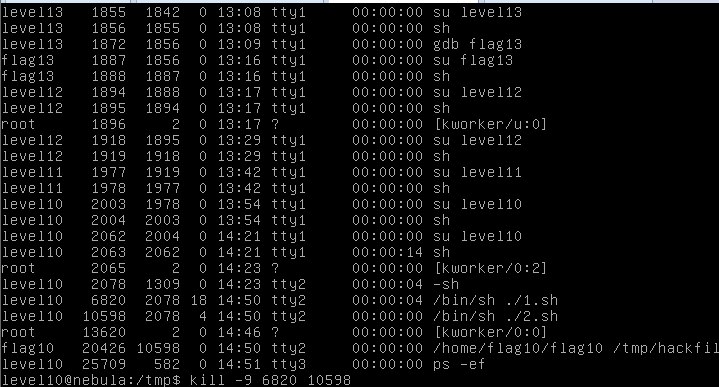 level13   1855  1842  0 13:08 tty1     00:00:00 su level13
level13   1856  1855  0 13:08 tty1     00:00:00 sh
level13   1872  1856  0 13:09 tty1     00:00:00 gdb flag13
flag13    1887  1856  0 13:16 tty1     00:00:00 su flag13
flag13    1888  1887  0 13:16 tty1     00:00:00 sh
level12   1894  1888  0 13:17 tty1     00:00:00 su level12
level12   1895  1894  0 13:17 tty1     00:00:00 sh
root      1896     2  0 13:17 ?        00:00:00 [kworker/u:0]
level12   1918  1895  0 13:29 tty1     00:00:00 su level12
level12   1919  1918  0 13:29 tty1     00:00:00 sh
level11   1977  1919  0 13:42 tty1     00:00:00 su level11
level11   1978  1977  0 13:42 tty1     00:00:00 sh
level10   2003  1978  0 13:54 tty1     00:00:00 su level10
level10   2004  2003  0 13:54 tty1     00:00:00 sh
level10   2062  2004  0 14:21 tty1     00:00:00 su level10
level10   2063  2062  0 14:21 tty1     00:00:14 sh
root      2065     2  0 14:23 ?        00:00:00 [kworker/0:2]
level10   2078  1309  0 14:23 tty2     00:00:04 -sh
level10   6820  2078 18 14:50 tty2     00:00:04 /bin/sh ./1.sh
level10  10598  2078  4 14:50 tty2     00:00:00 /bin/sh ./2.sh
root     13620     2  0 14:46 ?        00:00:00 [kworker/0:0]
flag10   20426 10598  0 14:50 tty2     00:00:00 /home/flag10/flag10 /tmp/hackfil
level10  25709   582  0 14:51 tty3     00:00:00 ps -ef
level10@nebula:/tmp$ kill -9 6820 10598